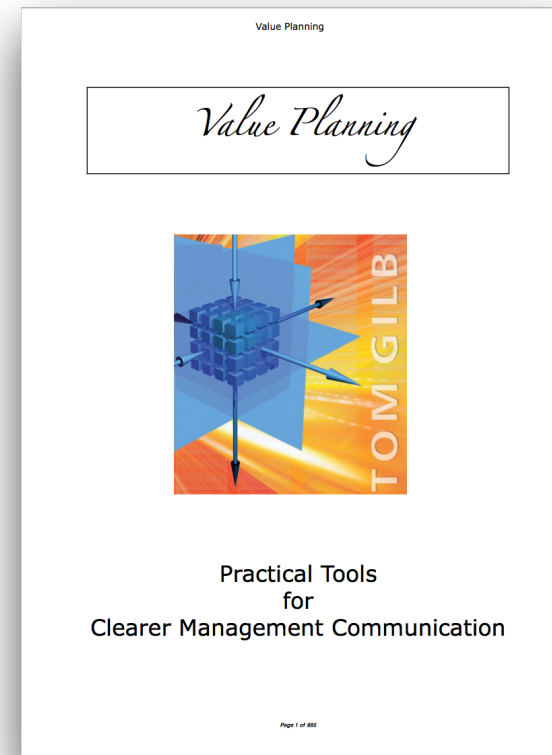 Value Planning
Value Planning
TOM GILB
Practical Tools
for
Clearer Management Communication
Page 1 of 885